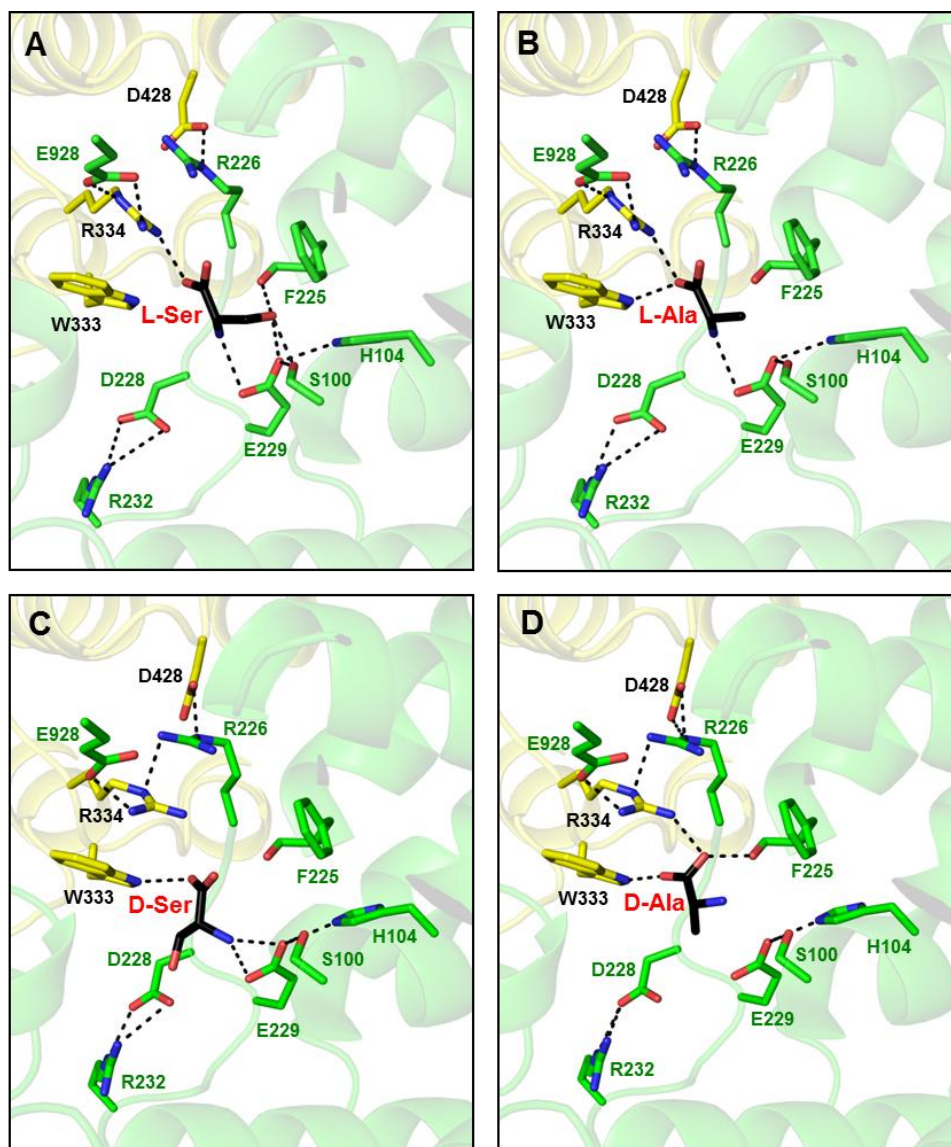 A
D428
E928
R226
R334
F225
W333
L-Ser
H104
D228
S100
E229
R232
B
D428
E928
R226
R334
F225
W333
L-Ala
H104
D228
S100
E229
R232
C
D428
E928
R226
R334
F225
W333
D-Ser
H104
D228
S100
E229
R232
D
D428
E928
R226
R334
F225
W333
D-Ala
H104
D228
S100
E229
R232